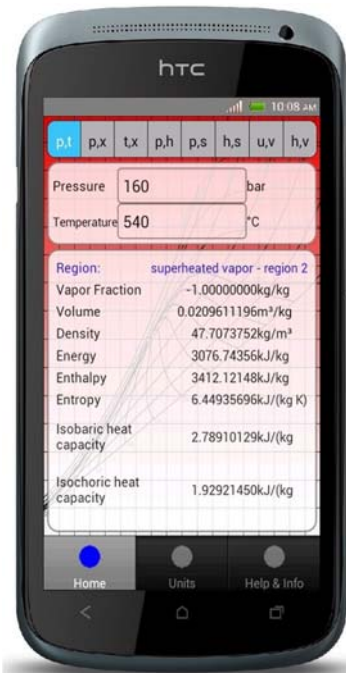 hTC
10:08 AM
p,t p,x t,x p,h p,s h,s u,v h,v
Pressure 160 bar
Temperature 540 °C
Region: superheated vapor - region 2
Vapor Fraction -1.00000000kg/kg
Volume 0.0209611196m³/kg
Density 47.7073752kg/m³
Energy 3076.74356kJ/kg
Enthalpy 3412.12148kJ/kg
Entropy 6.44935696kJ/(kg K)
Isobaric heat
capacity 2.78910129kJ/(kg
Isochoric heat
capacity 1.92921450kJ/(kg
Home Units Help & Info